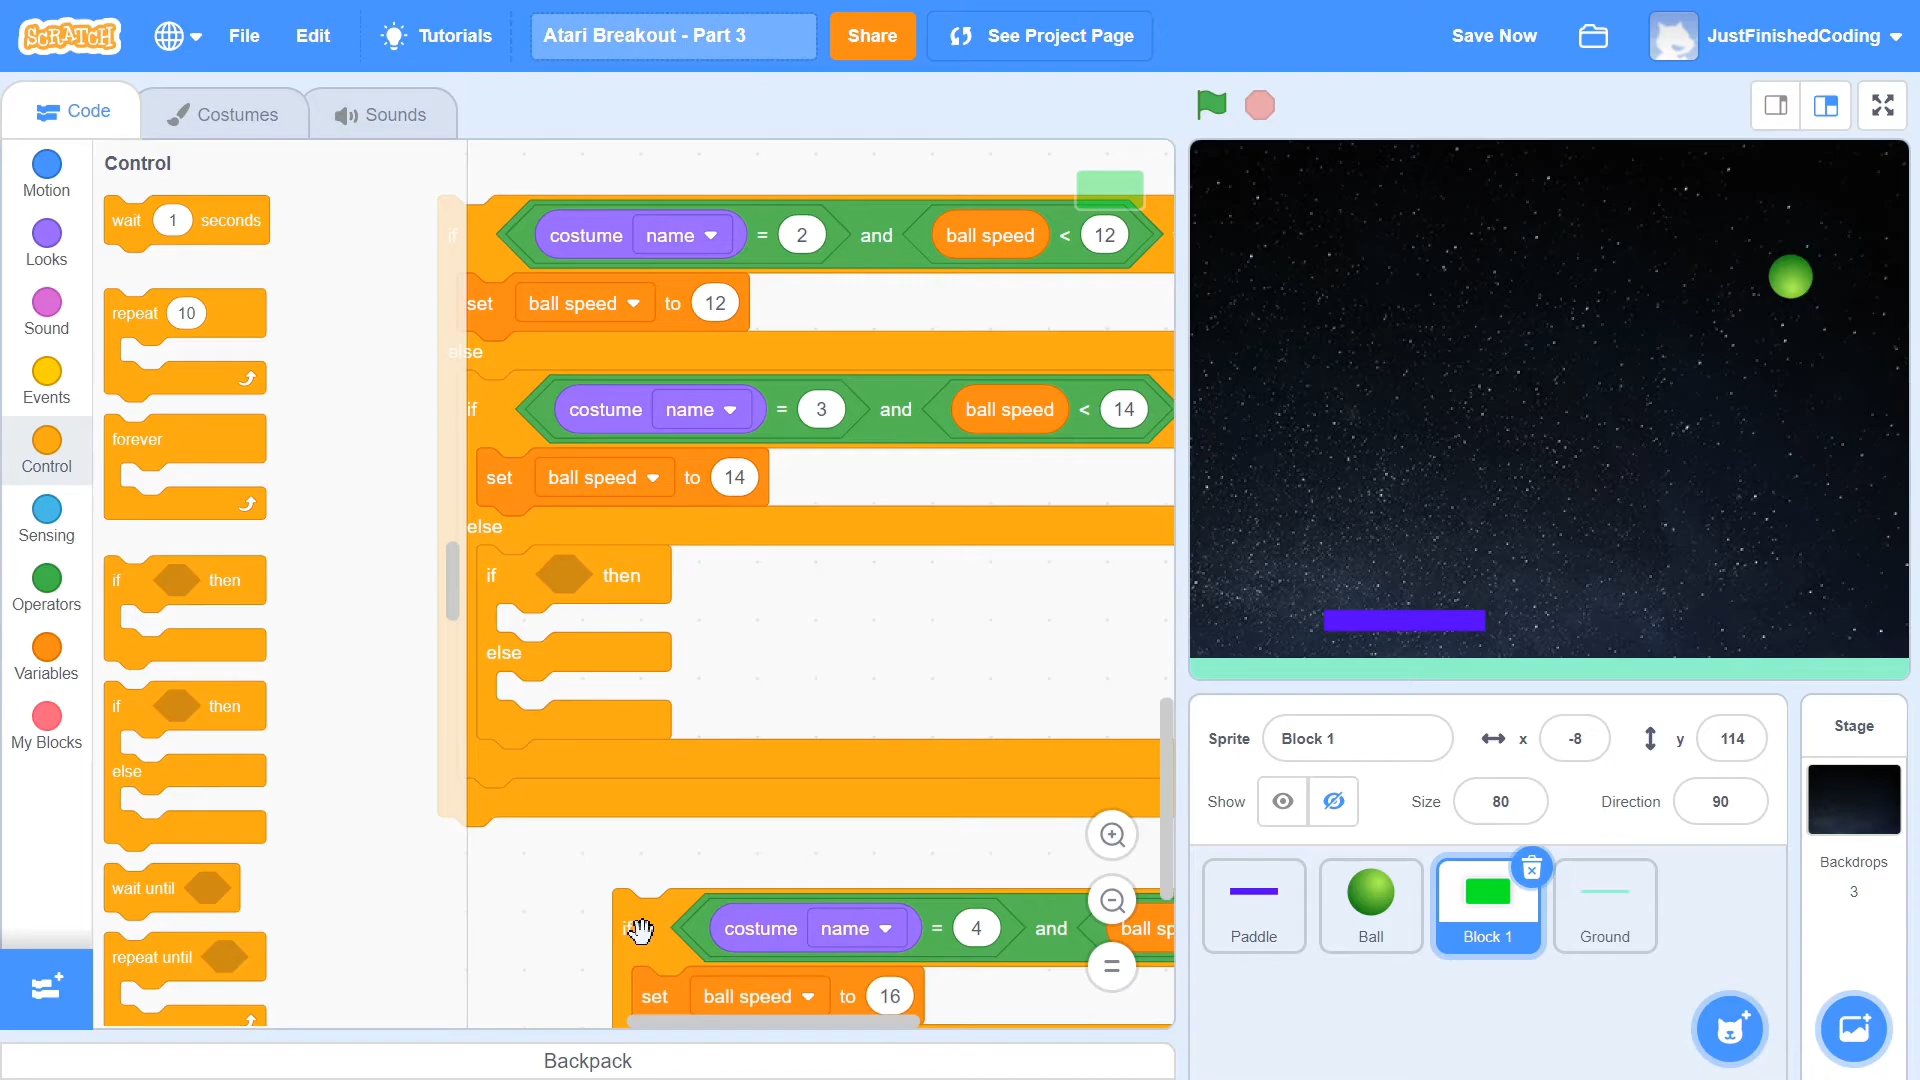 SCRATCH File Edit Tutorials Atari Breakout - Part 3 Share See Project Page Save Now JustFinishedCoding
Code Costumes Sounds
Motion
Looks
Sound
Events
Control
Sensing
Operators
Variables
My Blocks
Control
wait 1 seconds
repeat 10
forever
if then
if then
else
wait until
repeat until
if costume name = 2 and ball speed < 12
set ball speed to 12
else
if costume name = 3 and ball speed < 14
set ball speed to 14
else
if then
else
if costume name = 4 and ball sp
set ball speed to 16
Backpack
Sprite Block 1 x -8 y 114
Show Size 80 Direction 90
Paddle Ball Block 1 Ground
Stage
Backdrops
3